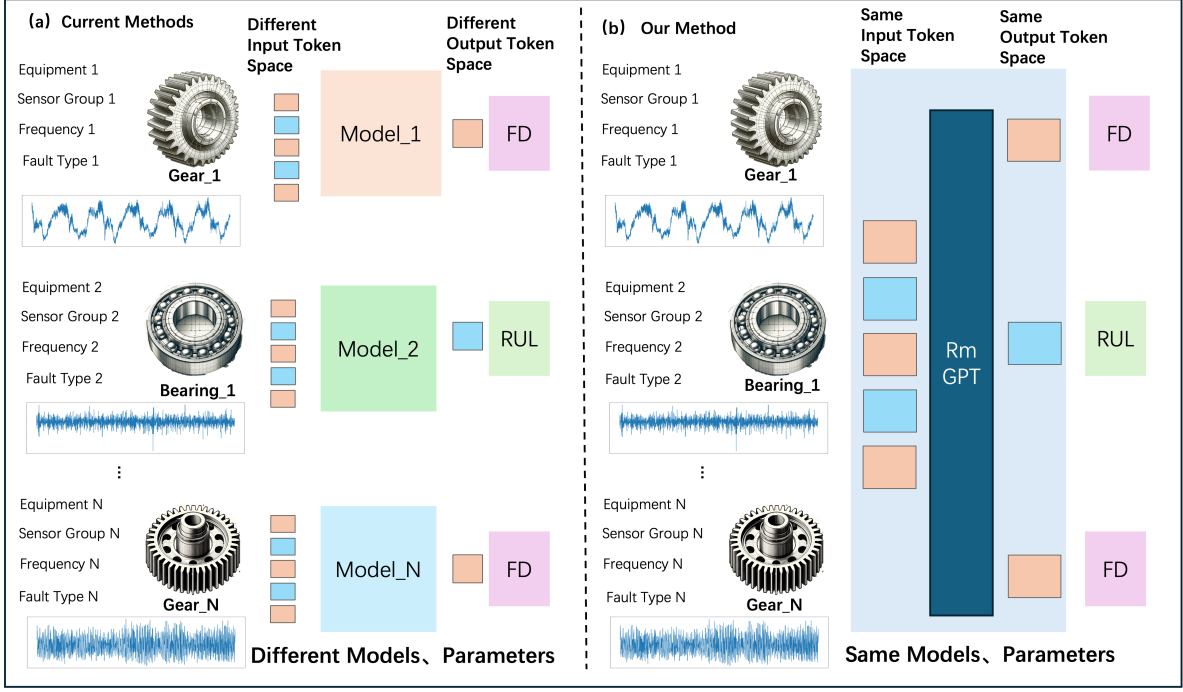 (a) Current Methods
Different
Input Token
Space
Different
Output Token
Space
Equipment 1
Sensor Group 1
Frequency 1
Fault Type 1
Gear_1
Model_1
FD
Equipment 2
Sensor Group 2
Frequency 2
Fault Type 2
Bearing_1
Model_2
RUL
⋮
Equipment N
Sensor Group N
Frequency N
Fault Type N
Gear_N
Model_N
FD
Different Models、Parameters
(b) Our Method
Same
Input Token
Space
Same
Output Token
Space
Equipment 1
Sensor Group 1
Frequency 1
Fault Type 1
Gear_1
FD
Equipment 2
Sensor Group 2
Frequency 2
Fault Type 2
Bearing_1
Rm
GPT
RUL
⋮
Equipment N
Sensor Group N
Frequency N
Fault Type N
Gear_N
FD
Same Models、Parameters